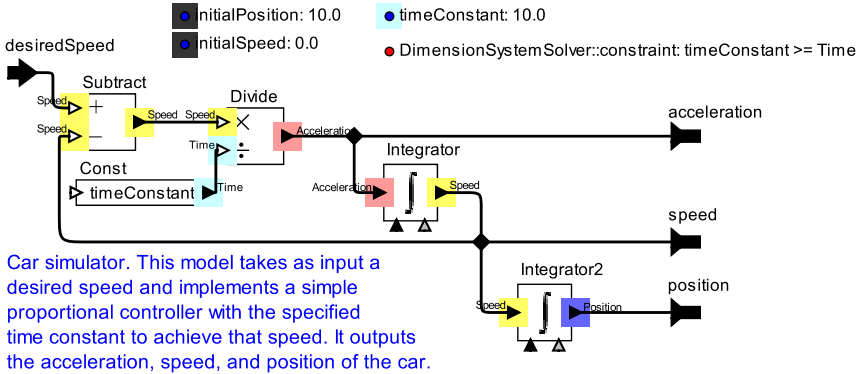 initialPosition: 10.0
timeConstant: 10.0
initialSpeed: 0.0
DimensionSystemSolver::constraint: timeConstant >= Time
desiredSpeed
Subtract
Divide
Speed
+
Speed
Speed
×
acceleration
Speed
−
Acceleration
Time
÷
Integrator
Const
timeConstant
Time
Acceleration
Speed
speed
Car simulator. This model takes as input a
desired speed and implements a simple
proportional controller with the specified
time constant to achieve that speed. It outputs
the acceleration, speed, and position of the car.
Integrator2
position
Speed
Position